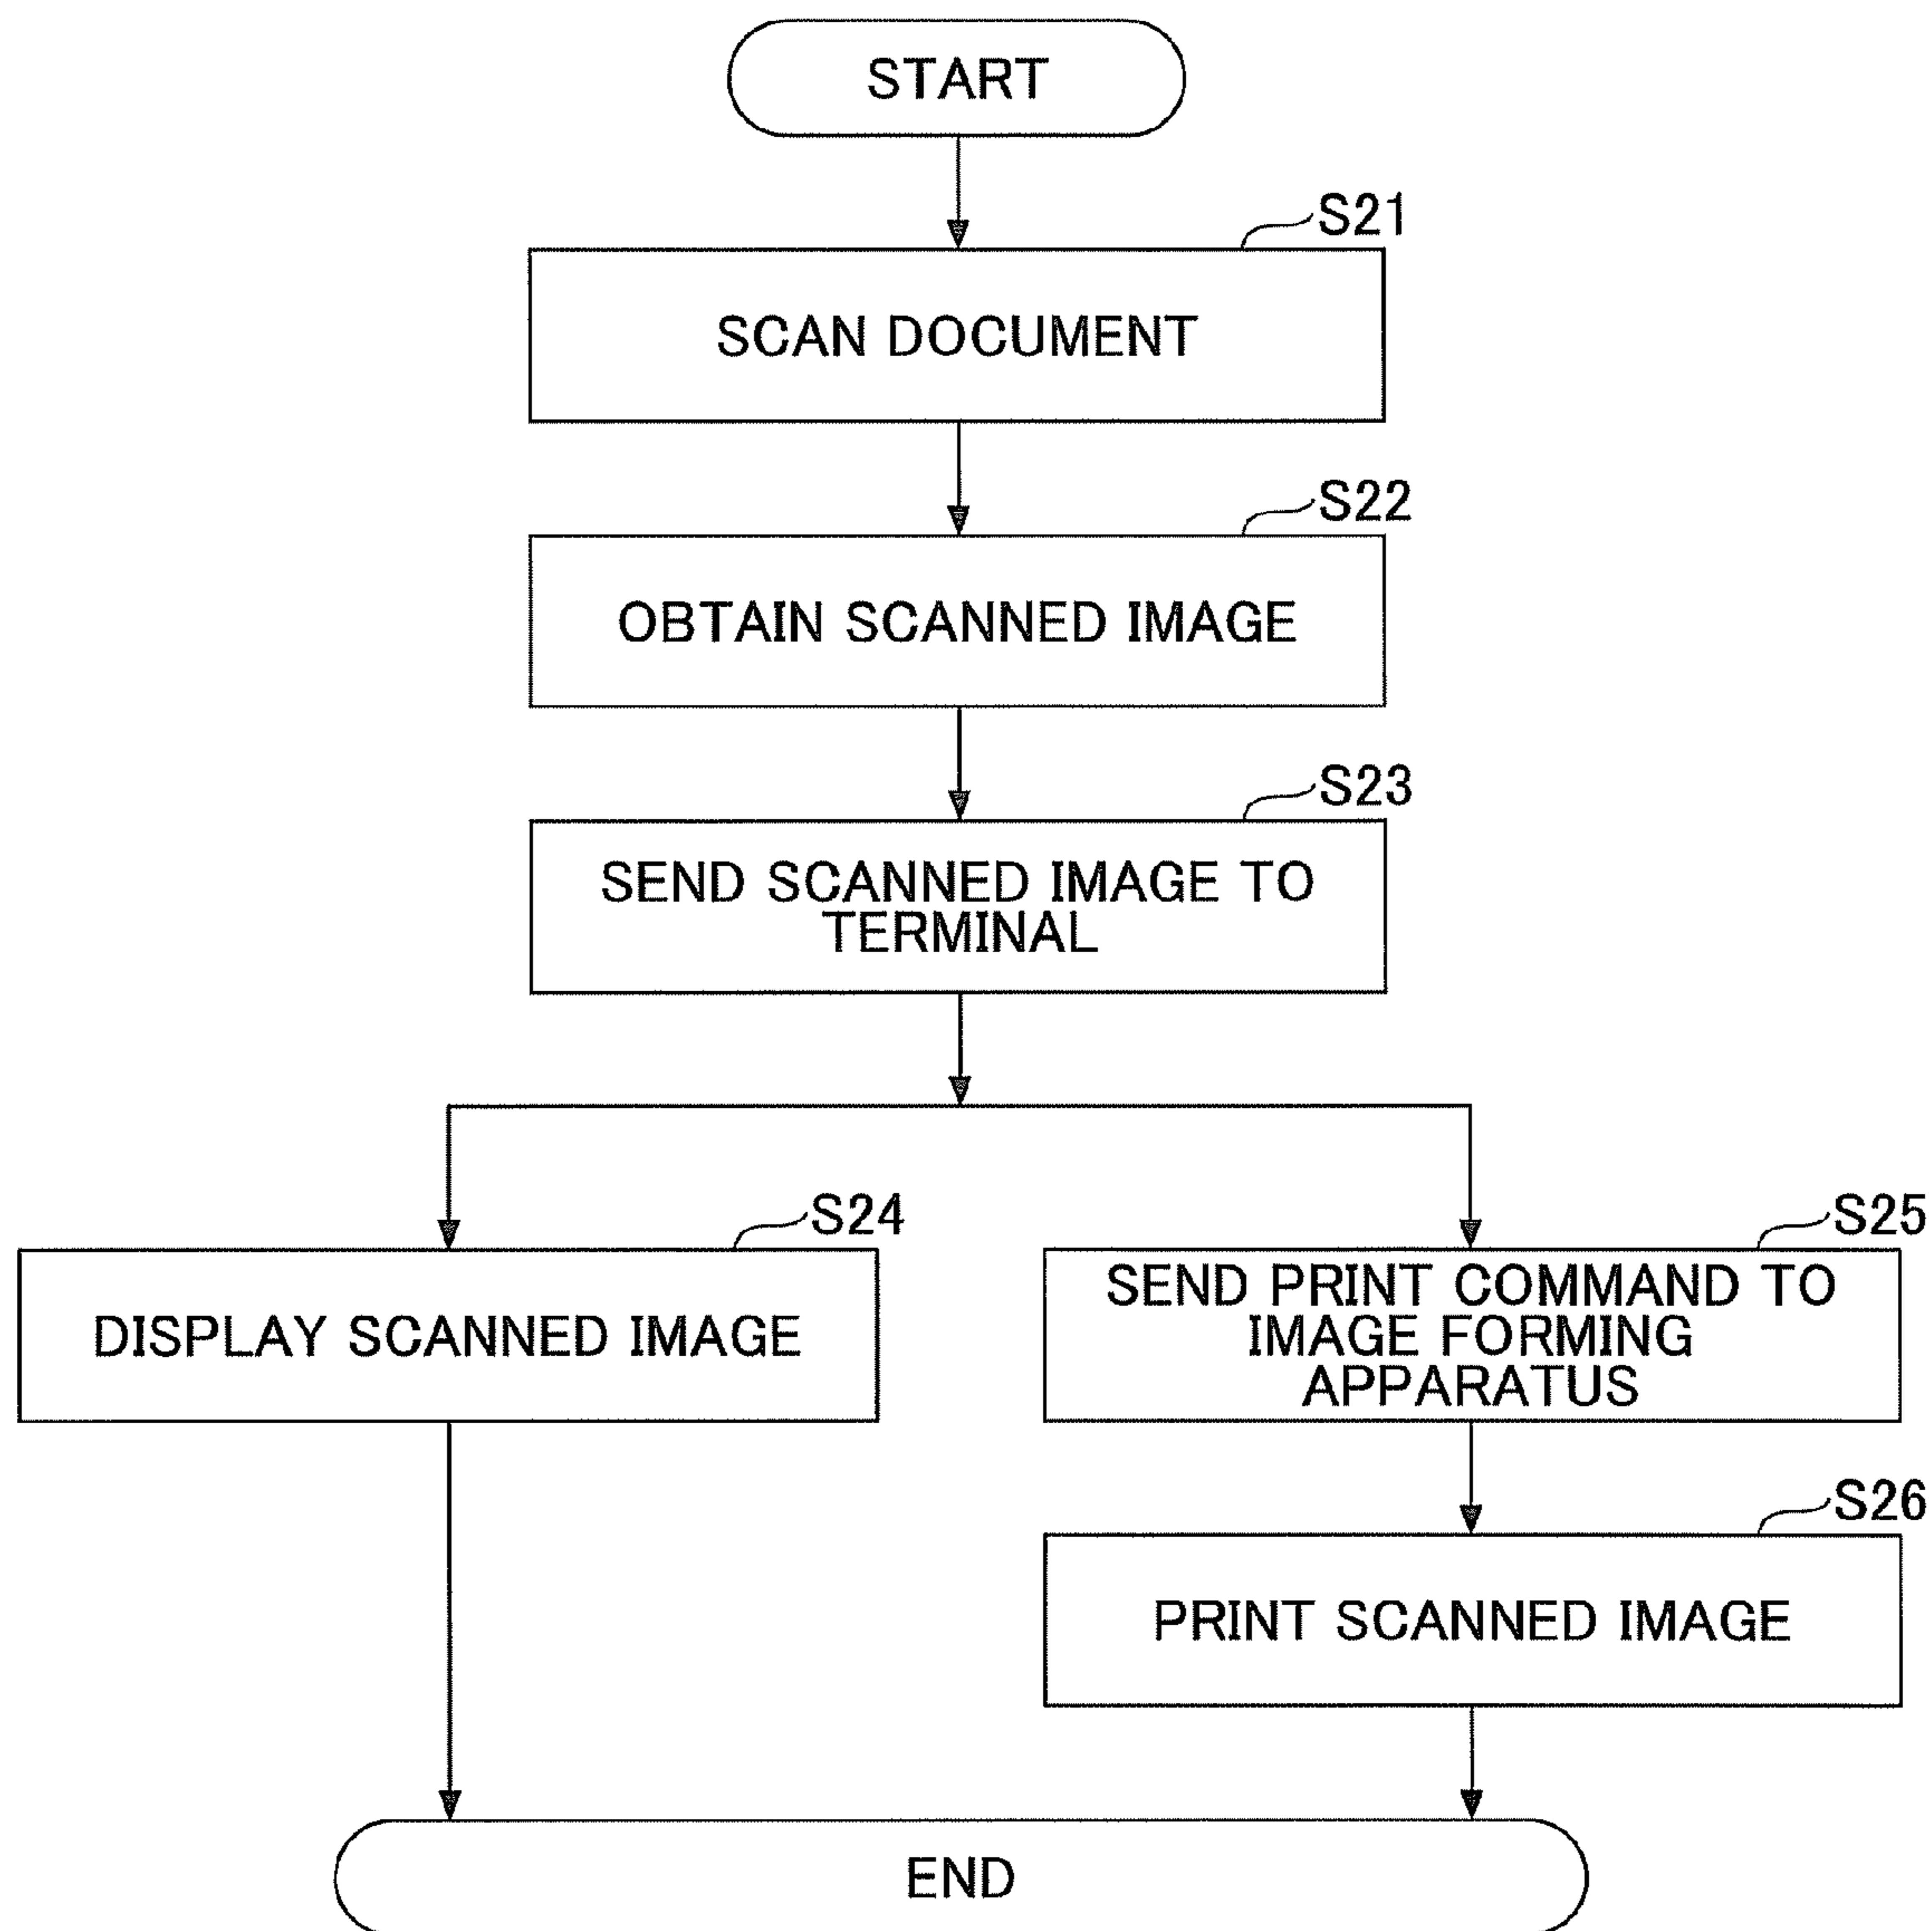 START
S21
SCAN DOCUMENT
S22
OBTAIN SCANNED IMAGE
S23
SEND SCANNED IMAGE TO
TERMINAL
S24
DISPLAY SCANNED IMAGE
S25
SEND PRINT COMMAND TO
IMAGE FORMING
APPARATUS
S26
PRINT SCANNED IMAGE
END